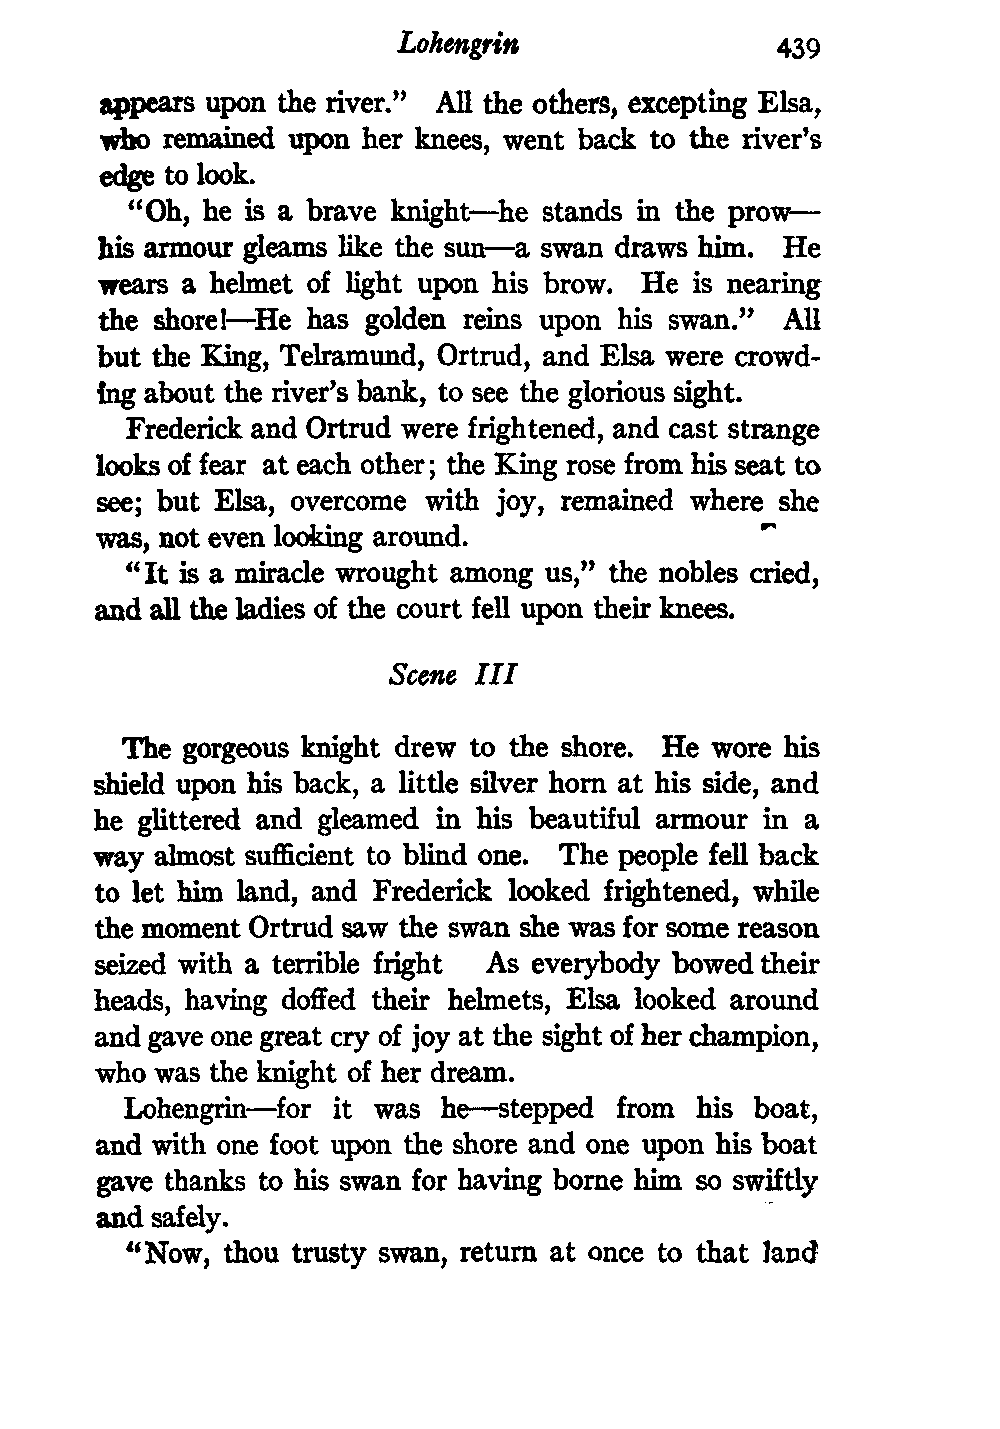 Lohengrin 439
appears upon the river.” All the others, excepting Elsa,
who remained upon her knees, went back to the river’s
edge to look.
“Oh, he is a brave knight—he stands in the prow—
his armour gleams like the sun—a swan draws him. He
wears a helmet of light upon his brow. He is nearing
the shore!—He has golden reins upon his swan.” All
but the King, Telramund, Ortrud, and Elsa were crowd-
ing about the river’s bank, to see the glorious sight.
Frederick and Ortrud were frightened, and cast strange
looks of fear at each other; the King rose from his seat to
see; but Elsa, overcome with joy, remained where she
was, not even looking around.
“It is a miracle wrought among us,” the nobles cried,
and all the ladies of the court fell upon their knees.
Scene III
The gorgeous knight drew to the shore. He wore his
shield upon his back, a little silver horn at his side, and
he glittered and gleamed in his beautiful armour in a
way almost sufficient to blind one. The people fell back
to let him land, and Frederick looked frightened, while
the moment Ortrud saw the swan she was for some reason
seized with a terrible fright As everybody bowed their
heads, having doffed their helmets, Elsa looked around
and gave one great cry of joy at the sight of her champion,
who was the knight of her dream.
Lohengrin—for it was he—stepped from his boat,
and with one foot upon the shore and one upon his boat
gave thanks to his swan for having borne him so swiftly
and safely.
“Now, thou trusty swan, return at once to that land